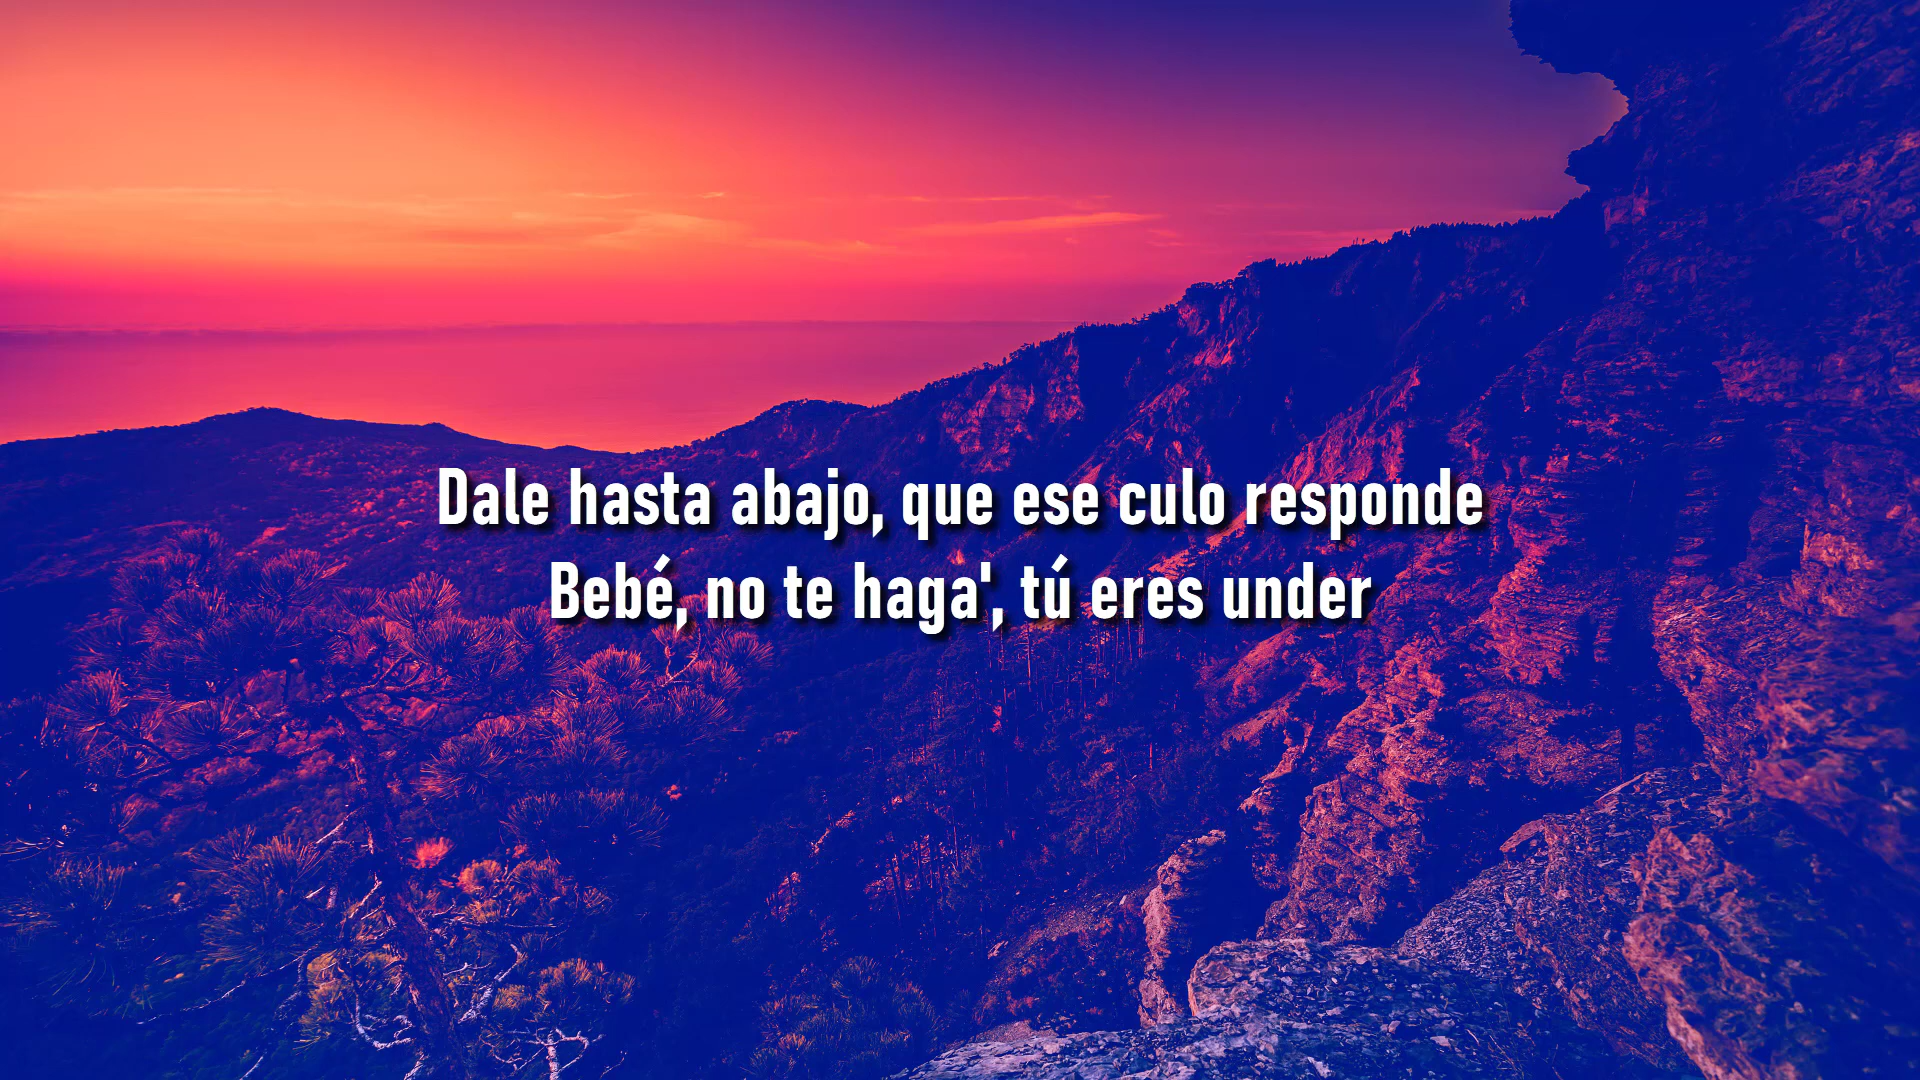 Dale hasta abajo, que ese culo responde
Bebé, no te haga', tú eres under